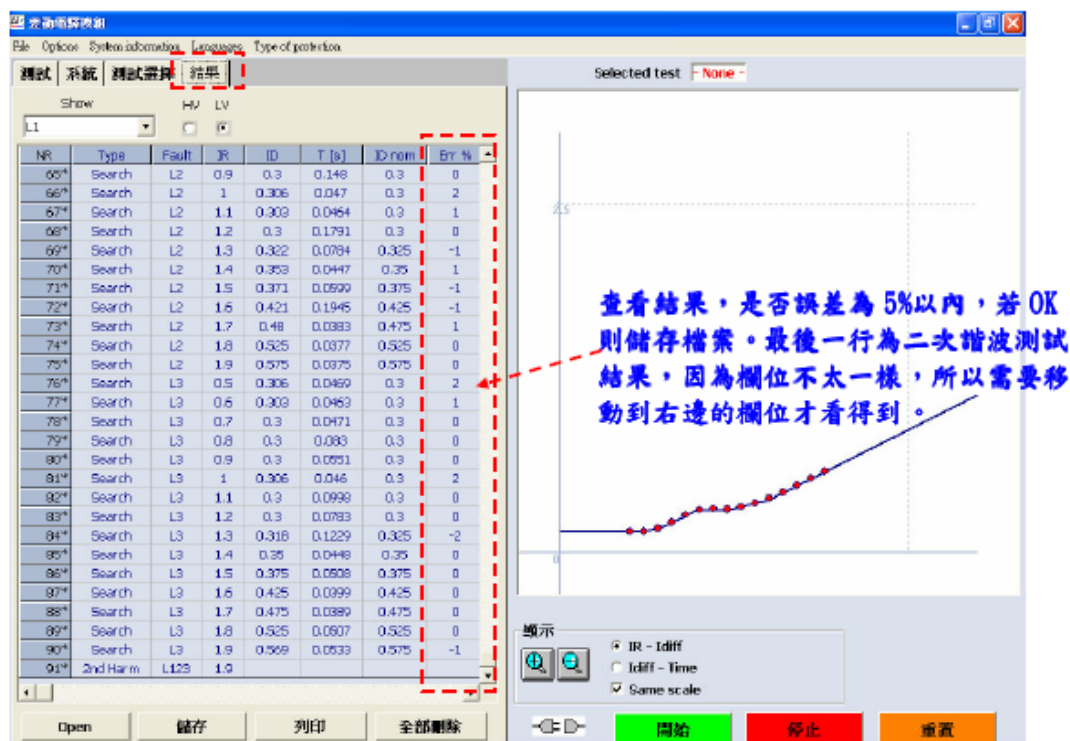 差動電驛模組
File Options System information Languages Type of protection
測試 系統 測試選擇 結果
Show HV LV
L1
NR Type Fault IR ID T [s] ID nom Err %
65* Search L2 0.9 0.3 0.148 0.3 0
66* Search L2 1 0.306 0.047 0.3 2
67* Search L2 1.1 0.303 0.0464 0.3 1
68* Search L2 1.2 0.3 0.1791 0.3 0
69* Search L2 1.3 0.322 0.0784 0.325 -1
70* Search L2 1.4 0.353 0.0447 0.35 1
71* Search L2 1.5 0.371 0.0599 0.375 -1
72* Search L2 1.6 0.421 0.1945 0.425 -1
73* Search L2 1.7 0.48 0.0383 0.475 1
74* Search L2 1.8 0.525 0.0377 0.525 0
75* Search L2 1.9 0.575 0.0375 0.575 0
76* Search L3 0.5 0.306 0.0469 0.3 2
77* Search L3 0.6 0.303 0.0463 0.3 1
78* Search L3 0.7 0.3 0.0471 0.3 0
79* Search L3 0.8 0.3 0.083 0.3 0
80* Search L3 0.9 0.3 0.0551 0.3 0
81* Search L3 1 0.306 0.046 0.3 2
82* Search L3 1.1 0.3 0.0998 0.3 0
83* Search L3 1.2 0.3 0.0783 0.3 0
84* Search L3 1.3 0.318 0.1229 0.325 -2
85* Search L3 1.4 0.35 0.0448 0.35 0
86* Search L3 1.5 0.375 0.0508 0.375 0
87* Search L3 1.6 0.425 0.0399 0.425 0
88* Search L3 1.7 0.475 0.0389 0.475 0
89* Search L3 1.8 0.525 0.0507 0.525 0
90* Search L3 1.9 0.569 0.0533 0.575 -1
91* 2nd Harm L123 1.9
Open 儲存 列印 全部刪除
Selected test - None -
2.5
查看結果，是否誤差為 5%以內，若 OK
則儲存檔案。最後一行為二次諧波測試
結果，因為欄位不太一樣，所以需要移
動到右邊的欄位才看得到。
0
顯示
IR - Idiff
Idiff - Time
Same scale
開始 停止 重置